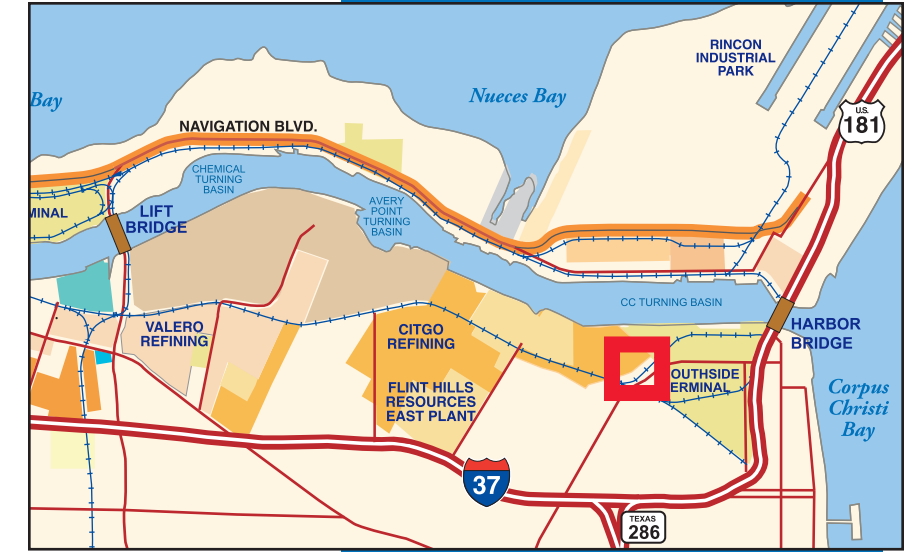 RINCON
INDUSTRIAL
PARK
Bay
Nueces Bay
U.S.
181
NAVIGATION BLVD.
CHEMICAL
TURNING
BASIN
AVERY
POINT
TURNING
BASIN
MINAL
LIFT
BRIDGE
CC TURNING BASIN
VALERO
REFINING
CITGO
REFINING
HARBOR
BRIDGE
FLINT HILLS
RESOURCES
EAST PLANT
OUTHSIDE
ERMINAL
Corpus
Christi
Bay
37
TEXAS
286